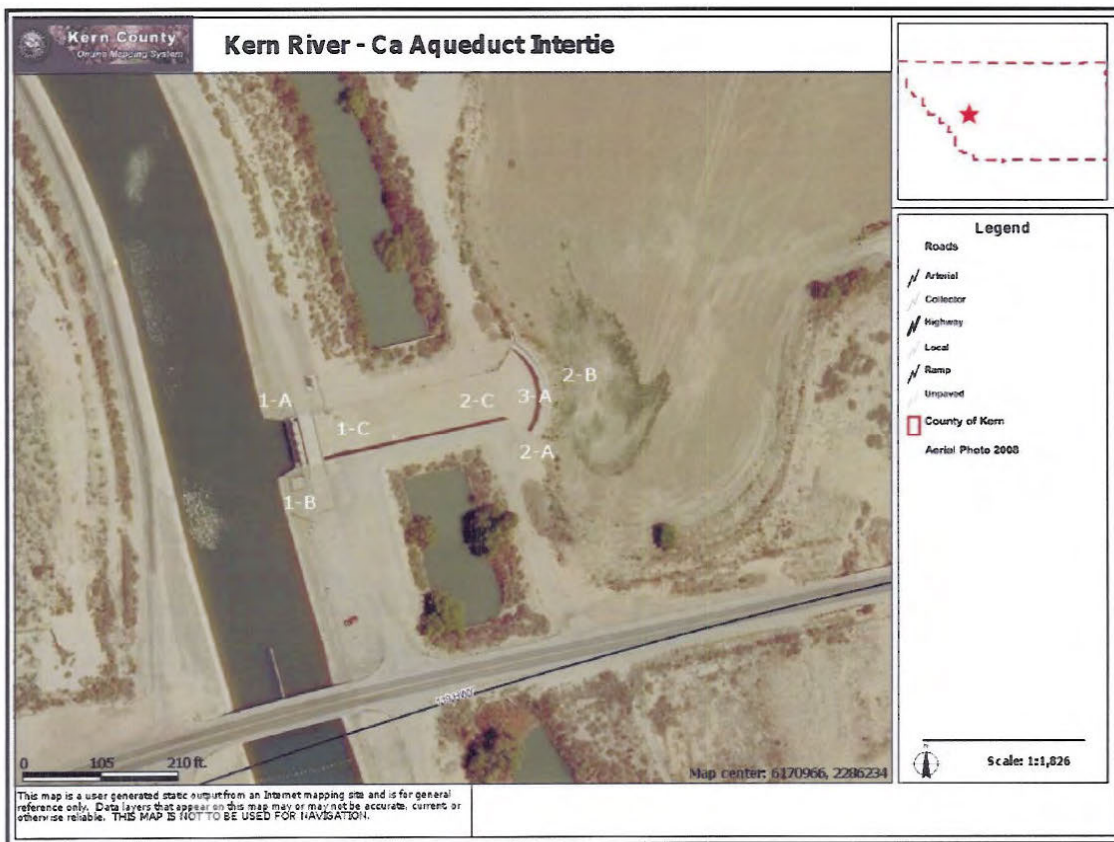 Kern County
Online Mapping System
Kern River - Ca Aqueduct Intertie
1-A
1-B
1-C
2-C
3-A
2-B
2-A
0 105 210 ft.
Map center: 6170966, 2286234
Legend
Roads
Arterial
Collector
Highway
Local
Ramp
Unpaved
County of Kern
Aerial Photo 2008
N
Scale: 1:1,826
This map is a user generated static output from an Internet mapping site and is for general
reference only. Data layers that appear on this map may or may not be accurate, current, or
otherwise reliable. THIS MAP IS NOT TO BE USED FOR NAVIGATION.